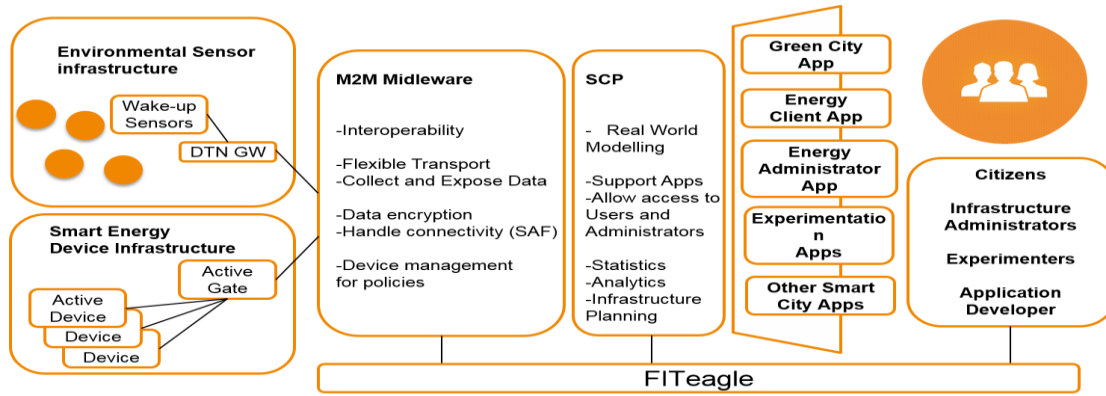 Environmental Sensor
infrastructure
Wake-up
Sensors
DTN GW
Smart Energy
Device Infrastructure
Active
Gate
Active
Device
Device
Device
M2M Midleware
-Interoperability
-Flexible Transport
-Collect and Expose Data
-Data encryption
-Handle connectivity (SAF)
-Device management
for policies
SCP
- Real World
Modelling
-Support Apps
-Allow access to
Users and
Administrators
-Statistics
-Analytics
-Infrastructure
Planning
Green City
App
Energy
Client App
Energy
Administrator
App
Experimentatio
n
Apps
Other Smart
City Apps
Citizens
Infrastructure
Administrators
Experimenters
Application
Developer
FITeagle